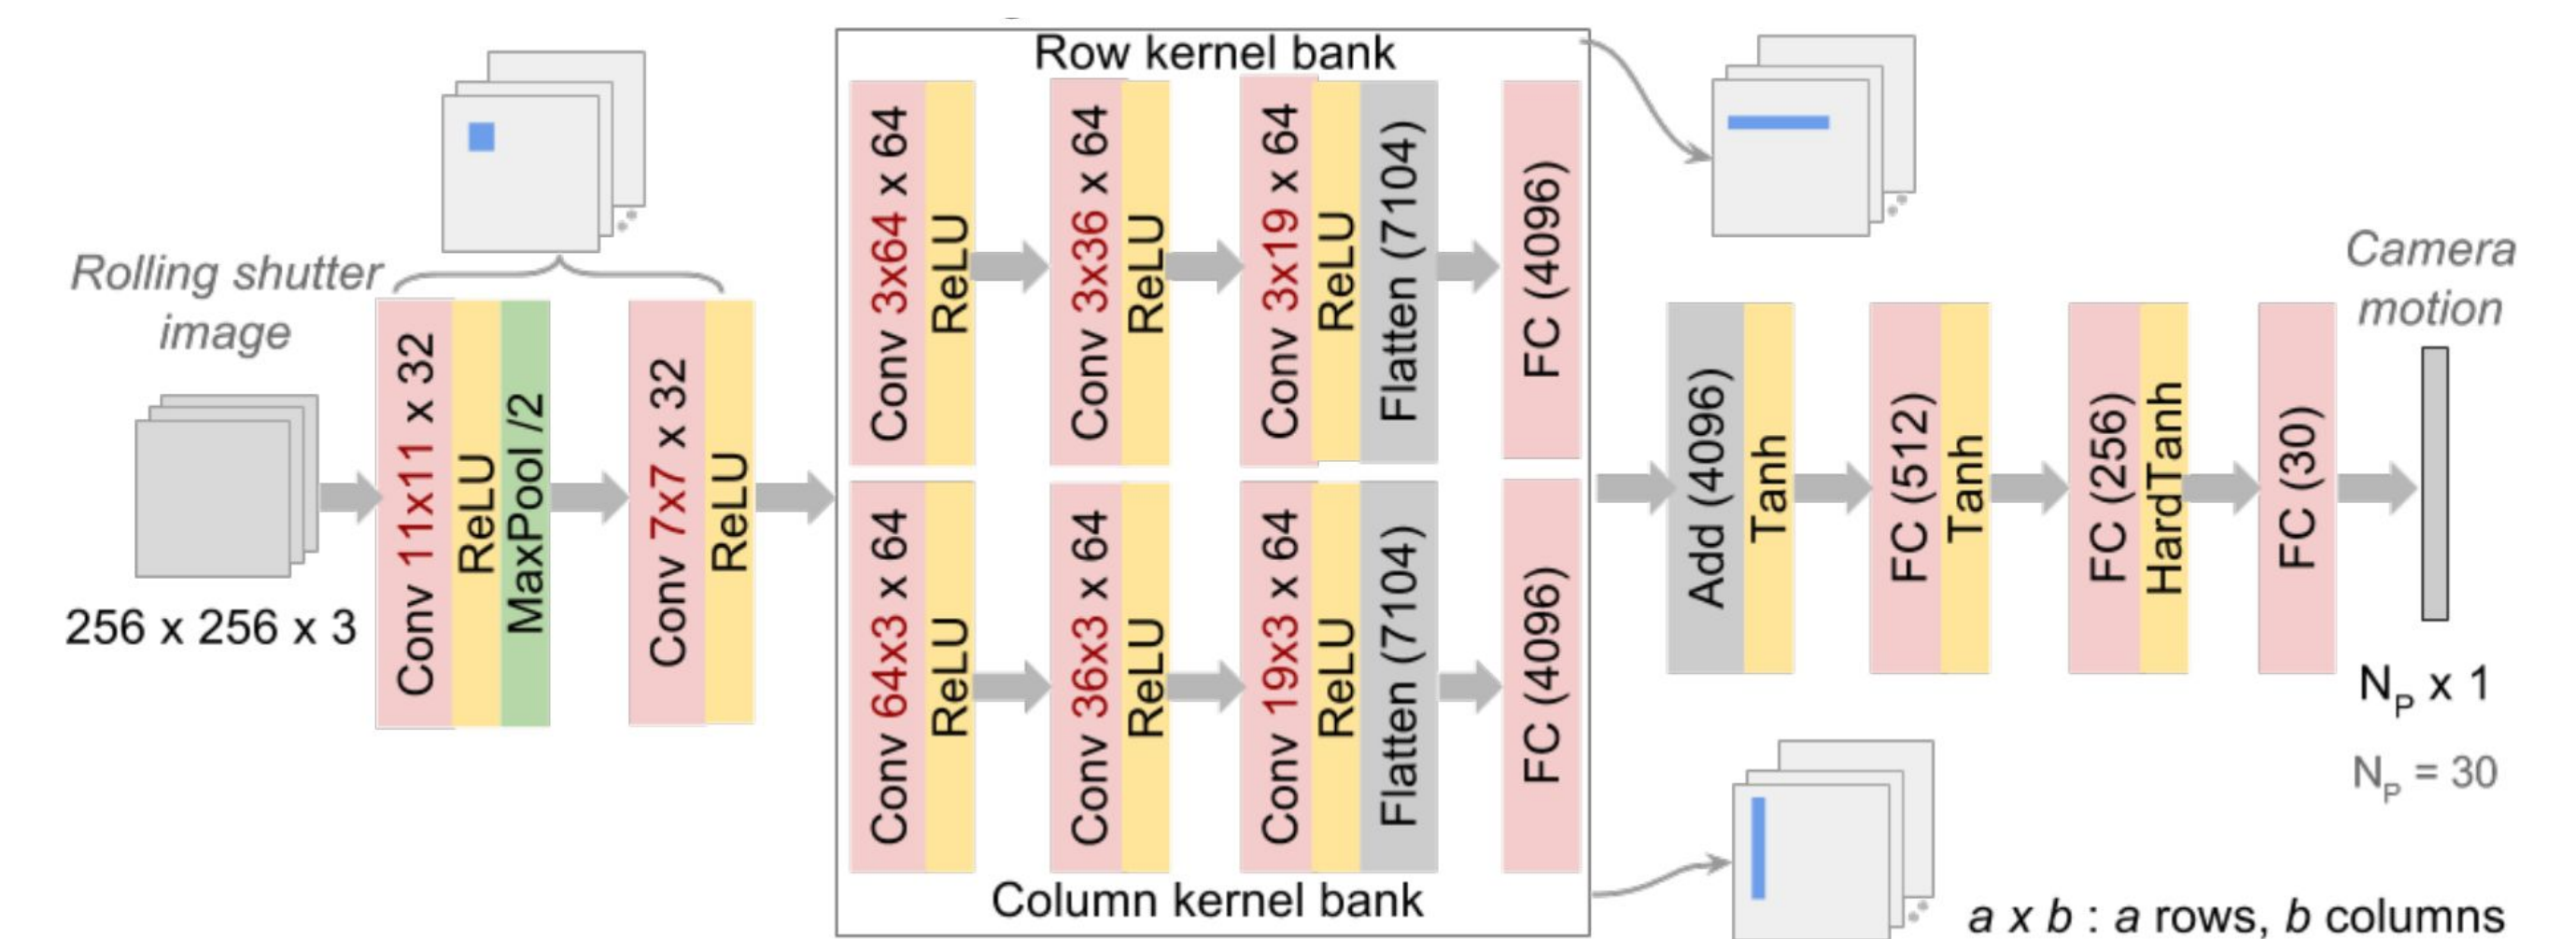 Rolling shutter
image
256 x 256 x 3
Conv 11x11 x 32
ReLU
MaxPool /2
Conv 7x7 x 32
ReLU
Row kernel bank
Conv 3x64 x 64
ReLU
Conv 3x36 x 64
ReLU
Conv 3x19 x 64
ReLU
Flatten (7104)
FC (4096)
Conv 64x3 x 64
ReLU
Conv 36x3 x 64
ReLU
Conv 19x3 x 64
ReLU
Flatten (7104)
FC (4096)
Column kernel bank
Add (4096)
Tanh
FC (512)
Tanh
FC (256)
HardTanh
FC (30)
Camera
motion
N_P x 1
N_P = 30
a x b : a rows, b columns